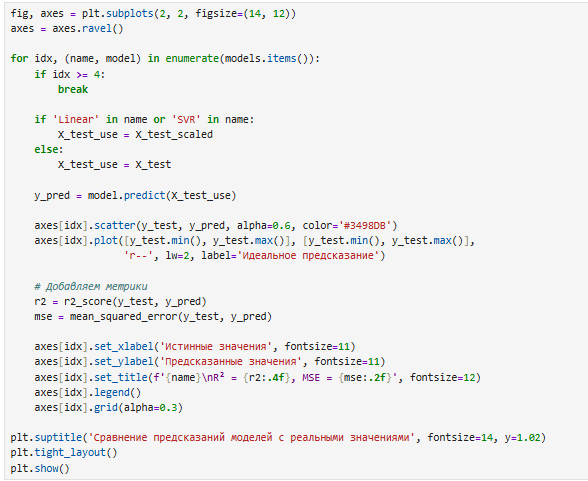 fig, axes = plt.subplots(2, 2, figsize=(14, 12))
axes = axes.ravel()

for idx, (name, model) in enumerate(models.items()):
    if idx >= 4:
        break

    if 'Linear' in name or 'SVR' in name:
        X_test_use = X_test_scaled
    else:
        X_test_use = X_test

    y_pred = model.predict(X_test_use)

    axes[idx].scatter(y_test, y_pred, alpha=0.6, color='#3498DB')
    axes[idx].plot([y_test.min(), y_test.max()], [y_test.min(), y_test.max()],
                   'r--', lw=2, label='Идеальное предсказание')

    # Добавляем метрики
    r2 = r2_score(y_test, y_pred)
    mse = mean_squared_error(y_test, y_pred)

    axes[idx].set_xlabel('Истинные значения', fontsize=11)
    axes[idx].set_ylabel('Предсказанные значения', fontsize=11)
    axes[idx].set_title(f'{name}\nR² = {r2:.4f}, MSE = {mse:.2f}', fontsize=12)
    axes[idx].legend()
    axes[idx].grid(alpha=0.3)

plt.suptitle('Сравнение предсказаний моделей с реальными значениями', fontsize=14, y=1.02)
plt.tight_layout()
plt.show()